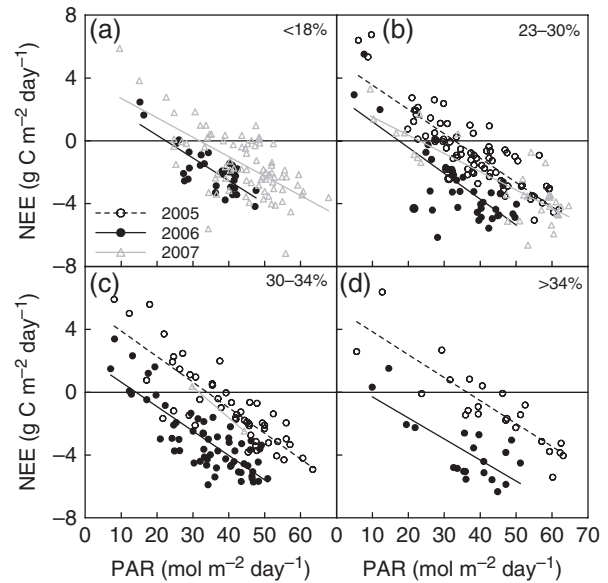 8
(a)
<18%
(b)
23–30%
4
0
−4
−8
NEE (g C m−2 day−1)
2005
2006
2007
(c)
30–34%
(d)
>34%
4
0
−4
−8
NEE (g C m−2 day−1)
0 10 20 30 40 50 60 0 10 20 30 40 50 60 70
PAR (mol m−2 day−1) PAR (mol m−2 day−1)